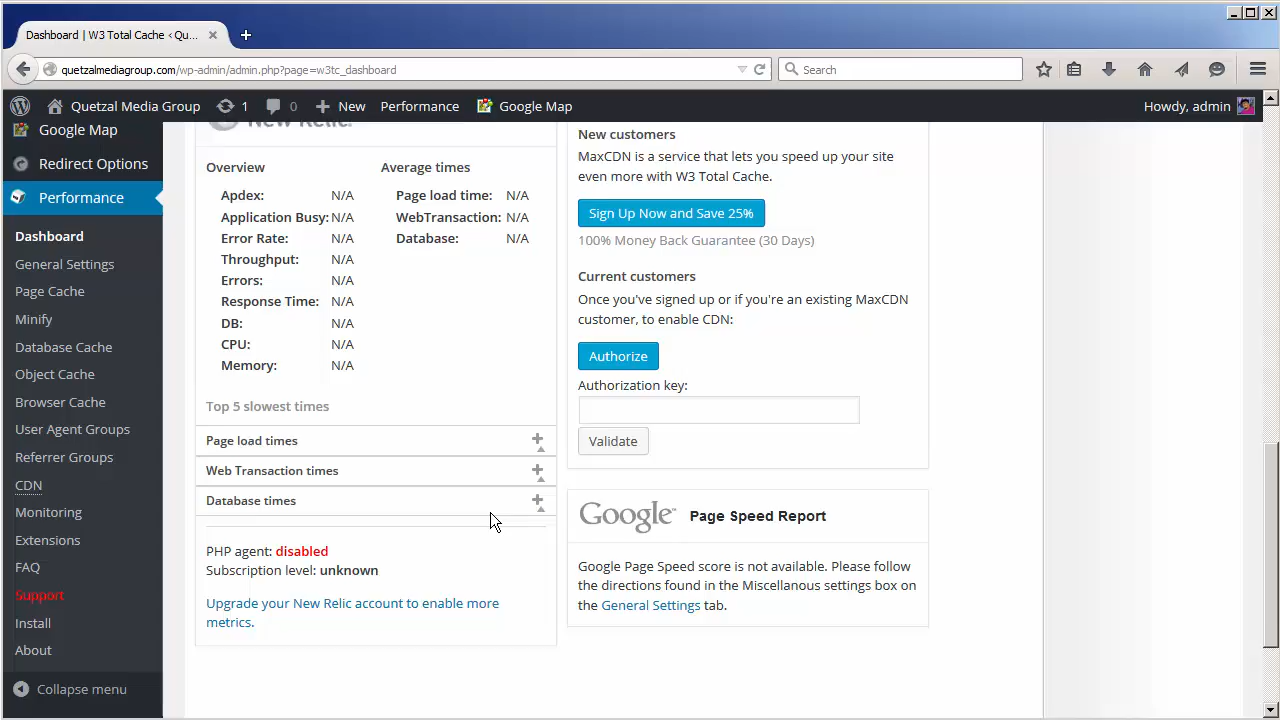 Dashboard | W3 Total Cache ‹ Qu...
quetzalmediagroup.com/wp-admin/admin.php?page=w3tc_dashboard
Search
Quetzal Media Group
1
0
New
Performance
Google Map
Howdy, admin
Google Map
Redirect Options
Performance
Dashboard
General Settings
Page Cache
Minify
Database Cache
Object Cache
Browser Cache
User Agent Groups
Referrer Groups
CDN
Monitoring
Extensions
FAQ
Support
Install
About
Collapse menu
New Relic.
Overview
Apdex: N/A
Application Busy: N/A
Error Rate: N/A
Throughput: N/A
Errors: N/A
Response Time: N/A
DB: N/A
CPU: N/A
Memory: N/A
Average times
Page load time: N/A
WebTransaction: N/A
Database: N/A
Top 5 slowest times
Page load times
Web Transaction times
Database times
PHP agent: disabled
Subscription level: unknown
Upgrade your New Relic account to enable more
metrics.
New customers
MaxCDN is a service that lets you speed up your site
even more with W3 Total Cache.
Sign Up Now and Save 25%
100% Money Back Guarantee (30 Days)
Current customers
Once you've signed up or if you're an existing MaxCDN
customer, to enable CDN:
Authorize
Authorization key:
Validate
Google™ Page Speed Report
Google Page Speed score is not available. Please follow
the directions found in the Miscellanous settings box on
the General Settings tab.